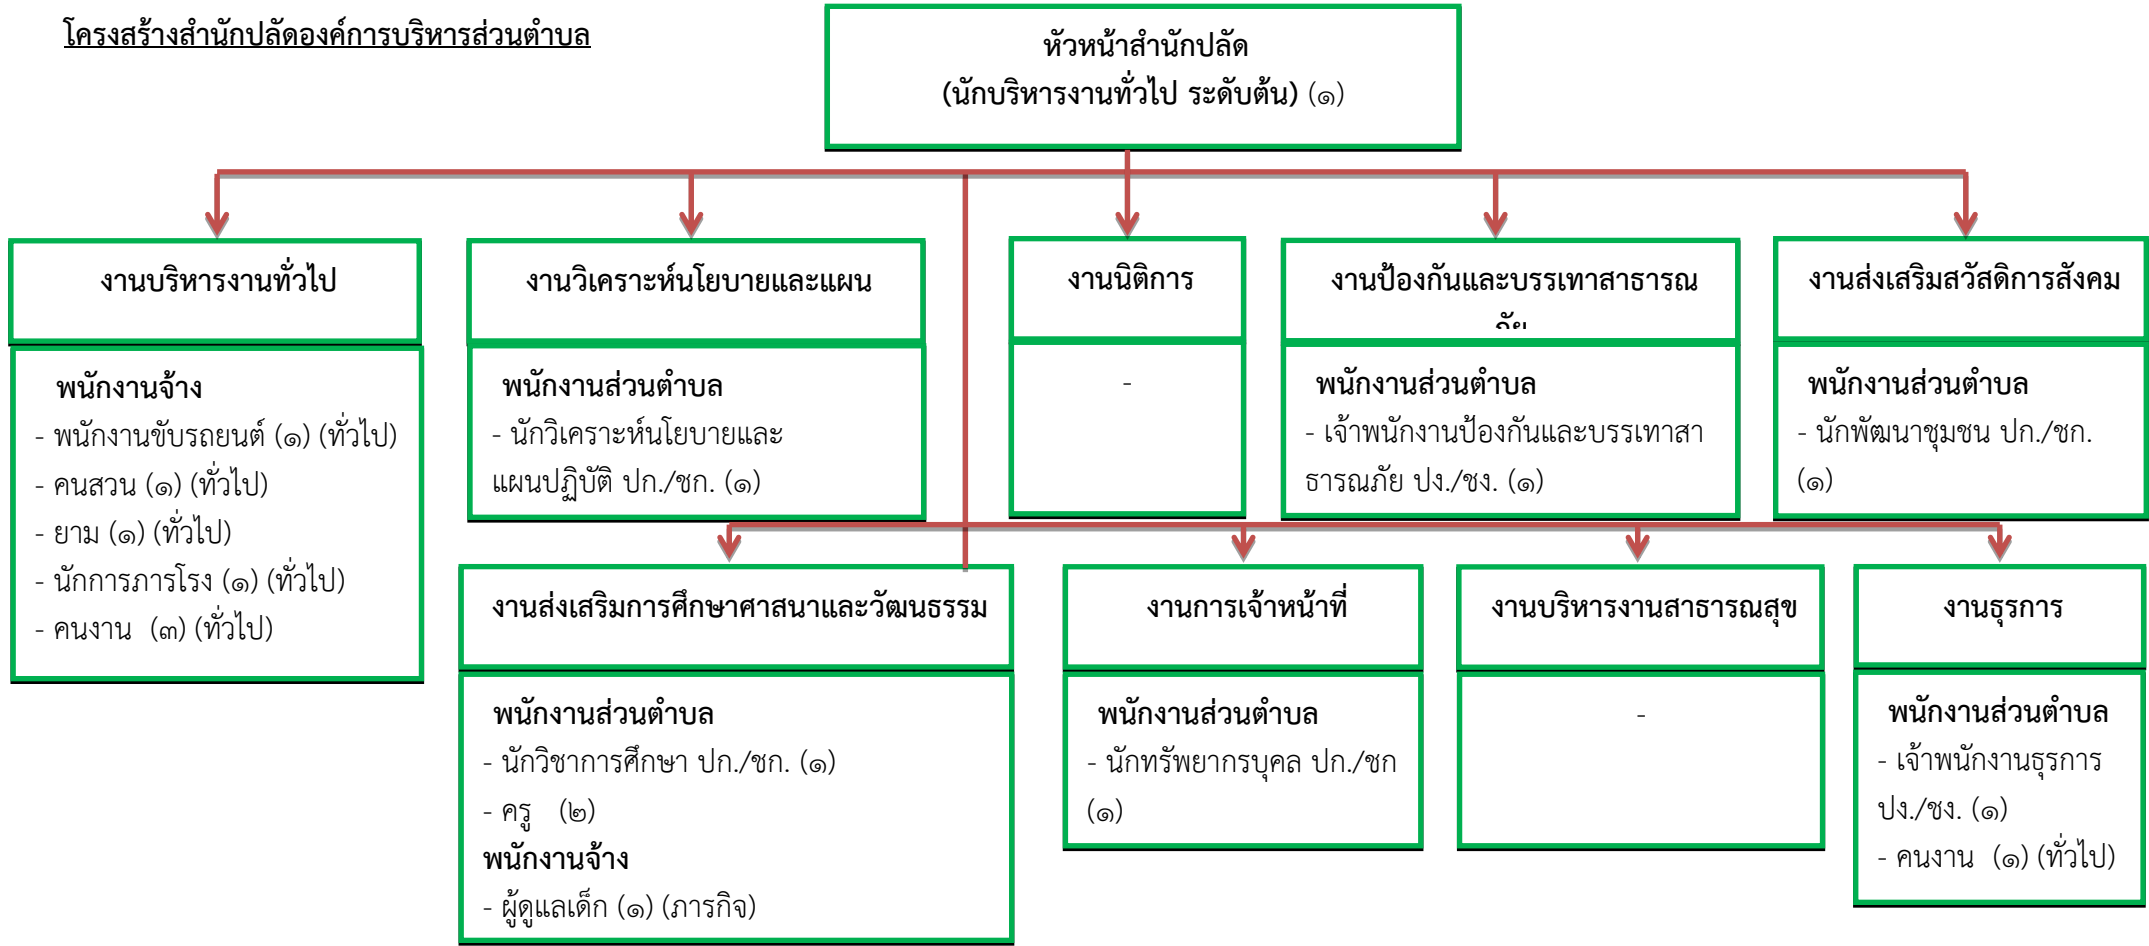 โครงสร้างสำนักปลัดองค์การบริหารส่วนตำบล
หัวหน้าสำนักปลัด
(นักบริหารงานทั่วไป ระดับต้น) (๑)
งานบริหารงานทั่วไป
พนักงานจ้าง
- พนักงานขับรถยนต์ (๑) (ทั่วไป)
- คนสวน (๑) (ทั่วไป)
- ยาม (๑) (ทั่วไป)
- นักการภารโรง (๑) (ทั่วไป)
- คนงาน (๓) (ทั่วไป)
งานวิเคราะห์นโยบายและแผน
พนักงานส่วนตำบล
- นักวิเคราะห์นโยบายและ
แผนปฏิบัติ ปก./ชก. (๑)
งานนิติการ
-
งานป้องกันและบรรเทาสาธารณ
ภัย
พนักงานส่วนตำบล
- เจ้าพนักงานป้องกันและบรรเทาสา
ธารณภัย ปง./ชง. (๑)
งานส่งเสริมสวัสดิการสังคม
พนักงานส่วนตำบล
- นักพัฒนาชุมชน ปก./ชก.
(๑)
งานส่งเสริมการศึกษาศาสนาและวัฒนธรรม
พนักงานส่วนตำบล
- นักวิชาการศึกษา ปก./ชก. (๑)
- ครู (๒)
พนักงานจ้าง
- ผู้ดูแลเด็ก (๑) (ภารกิจ)
งานการเจ้าหน้าที่
พนักงานส่วนตำบล
- นักทรัพยากรบุคล ปก./ชก
(๑)
งานบริหารงานสาธารณสุข
-
งานธุรการ
พนักงานส่วนตำบล
- เจ้าพนักงานธุรการ
ปง./ชง. (๑)
- คนงาน (๑) (ทั่วไป)